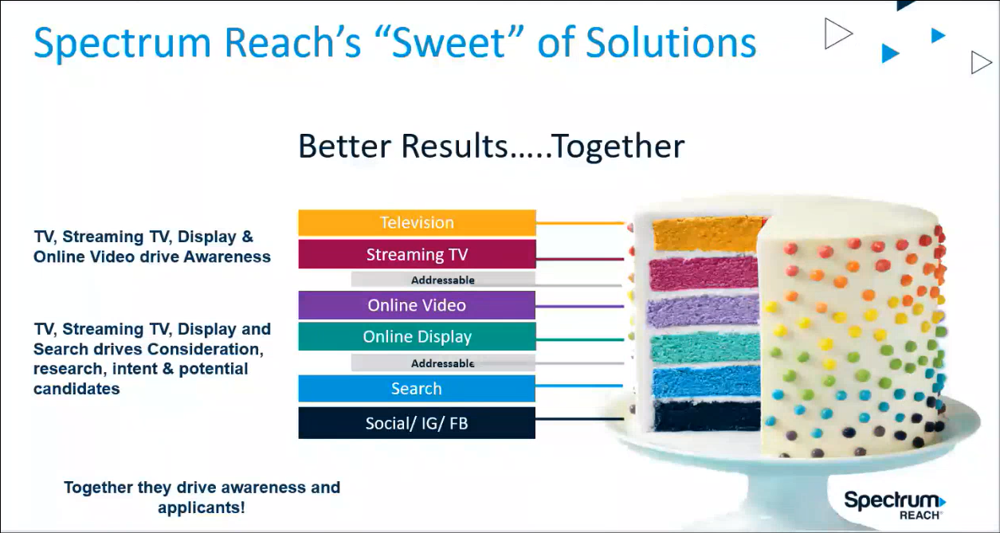 Spectrum Reach’s “Sweet” of Solutions
Better Results.....Together
TV, Streaming TV, Display &
Online Video drive Awareness
TV, Streaming TV, Display and
Search drives Consideration,
research, intent & potential
candidates
Television
Streaming TV
Addressable
Online Video
Online Display
Addressable
Search
Social/ IG/ FB
Together they drive awareness and
applicants!
Spectrum
REACH®